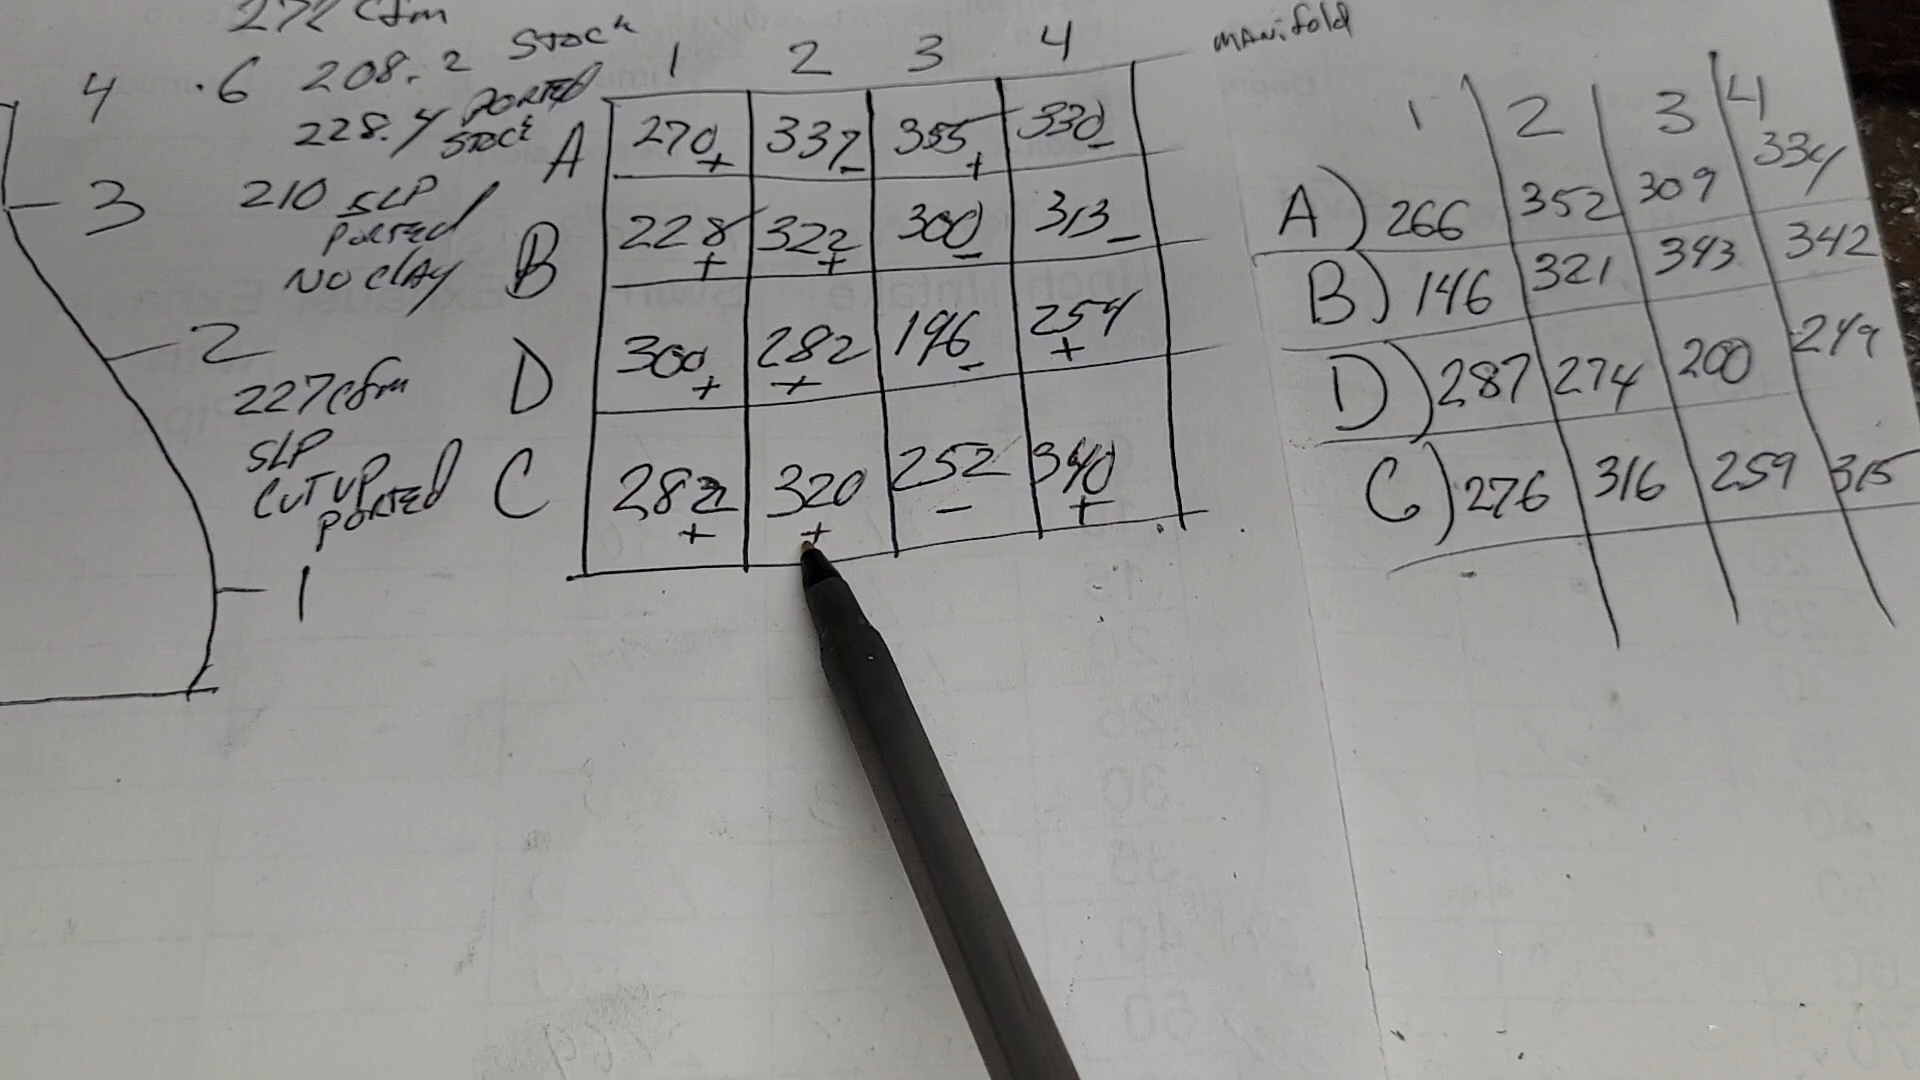 272 cfm
.6 208.2 STOCK
228.4 PORTED
STOCK
210 SLP
PORTED
NO CLAY
227 cfm
SLP
CUT UP
PORTED
4
3
2
1
1 2 3 4
A 270+ 337- 355+ 330-
B 228+ 322+ 300- 313-
D 300+ 282+ 196- 254+
C 282+ 320+ 252- 340+
MANifold
1 2 3 4
A) 266 352 309 334
B) 146 321 343 342
D) 287 274 200 249
C) 276 316 259 315